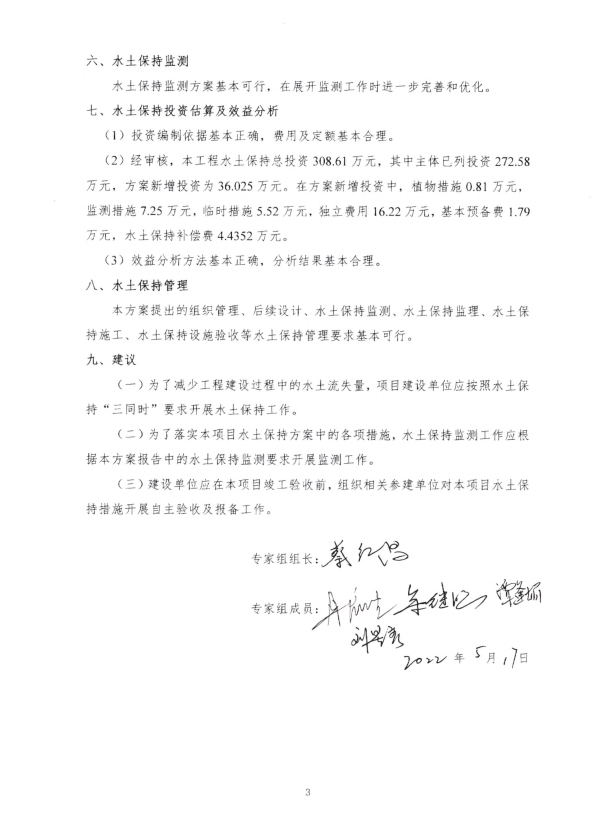 六、水土保持监测
水土保持监测方案基本可行，在展开监测工作时进一步完善和优化。
七、水土保持投资估算及效益分析
（1）投资编制依据基本正确，费用及定额基本合理。
（2）经审核，本工程水土保持总投资 308.61 万元，其中主体已列投资 272.58
万元，方案新增投资为 36.025 万元。在方案新增投资中，植物措施 0.81 万元，
监测措施 7.25 万元，临时措施 5.52 万元，独立费用 16.22 万元，基本预备费 1.79
万元，水土保持补偿费 4.4352 万元。
（3）效益分析方法基本正确，分析结果基本合理。
八、水土保持管理
本方案提出的组织管理、后续设计、水土保持监测、水土保持监理、水土保
持施工、水土保持设施验收等水土保持管理要求基本可行。
九、建议
（一）为了减少工程建设过程中的水土流失量，项目建设单位应按照水土保
持“三同时”要求开展水土保持工作。
（二）为了落实本项目水土保持方案中的各项措施，水土保持监测工作应根
据本方案报告中的水土保持监测要求开展监测工作。
（三）建设单位应在本项目竣工验收前，组织相关参建单位对本项目水土保
持措施开展自主验收及报备工作。
专家组组长：
专家组成员：
2022 年 5 月 17 日
3